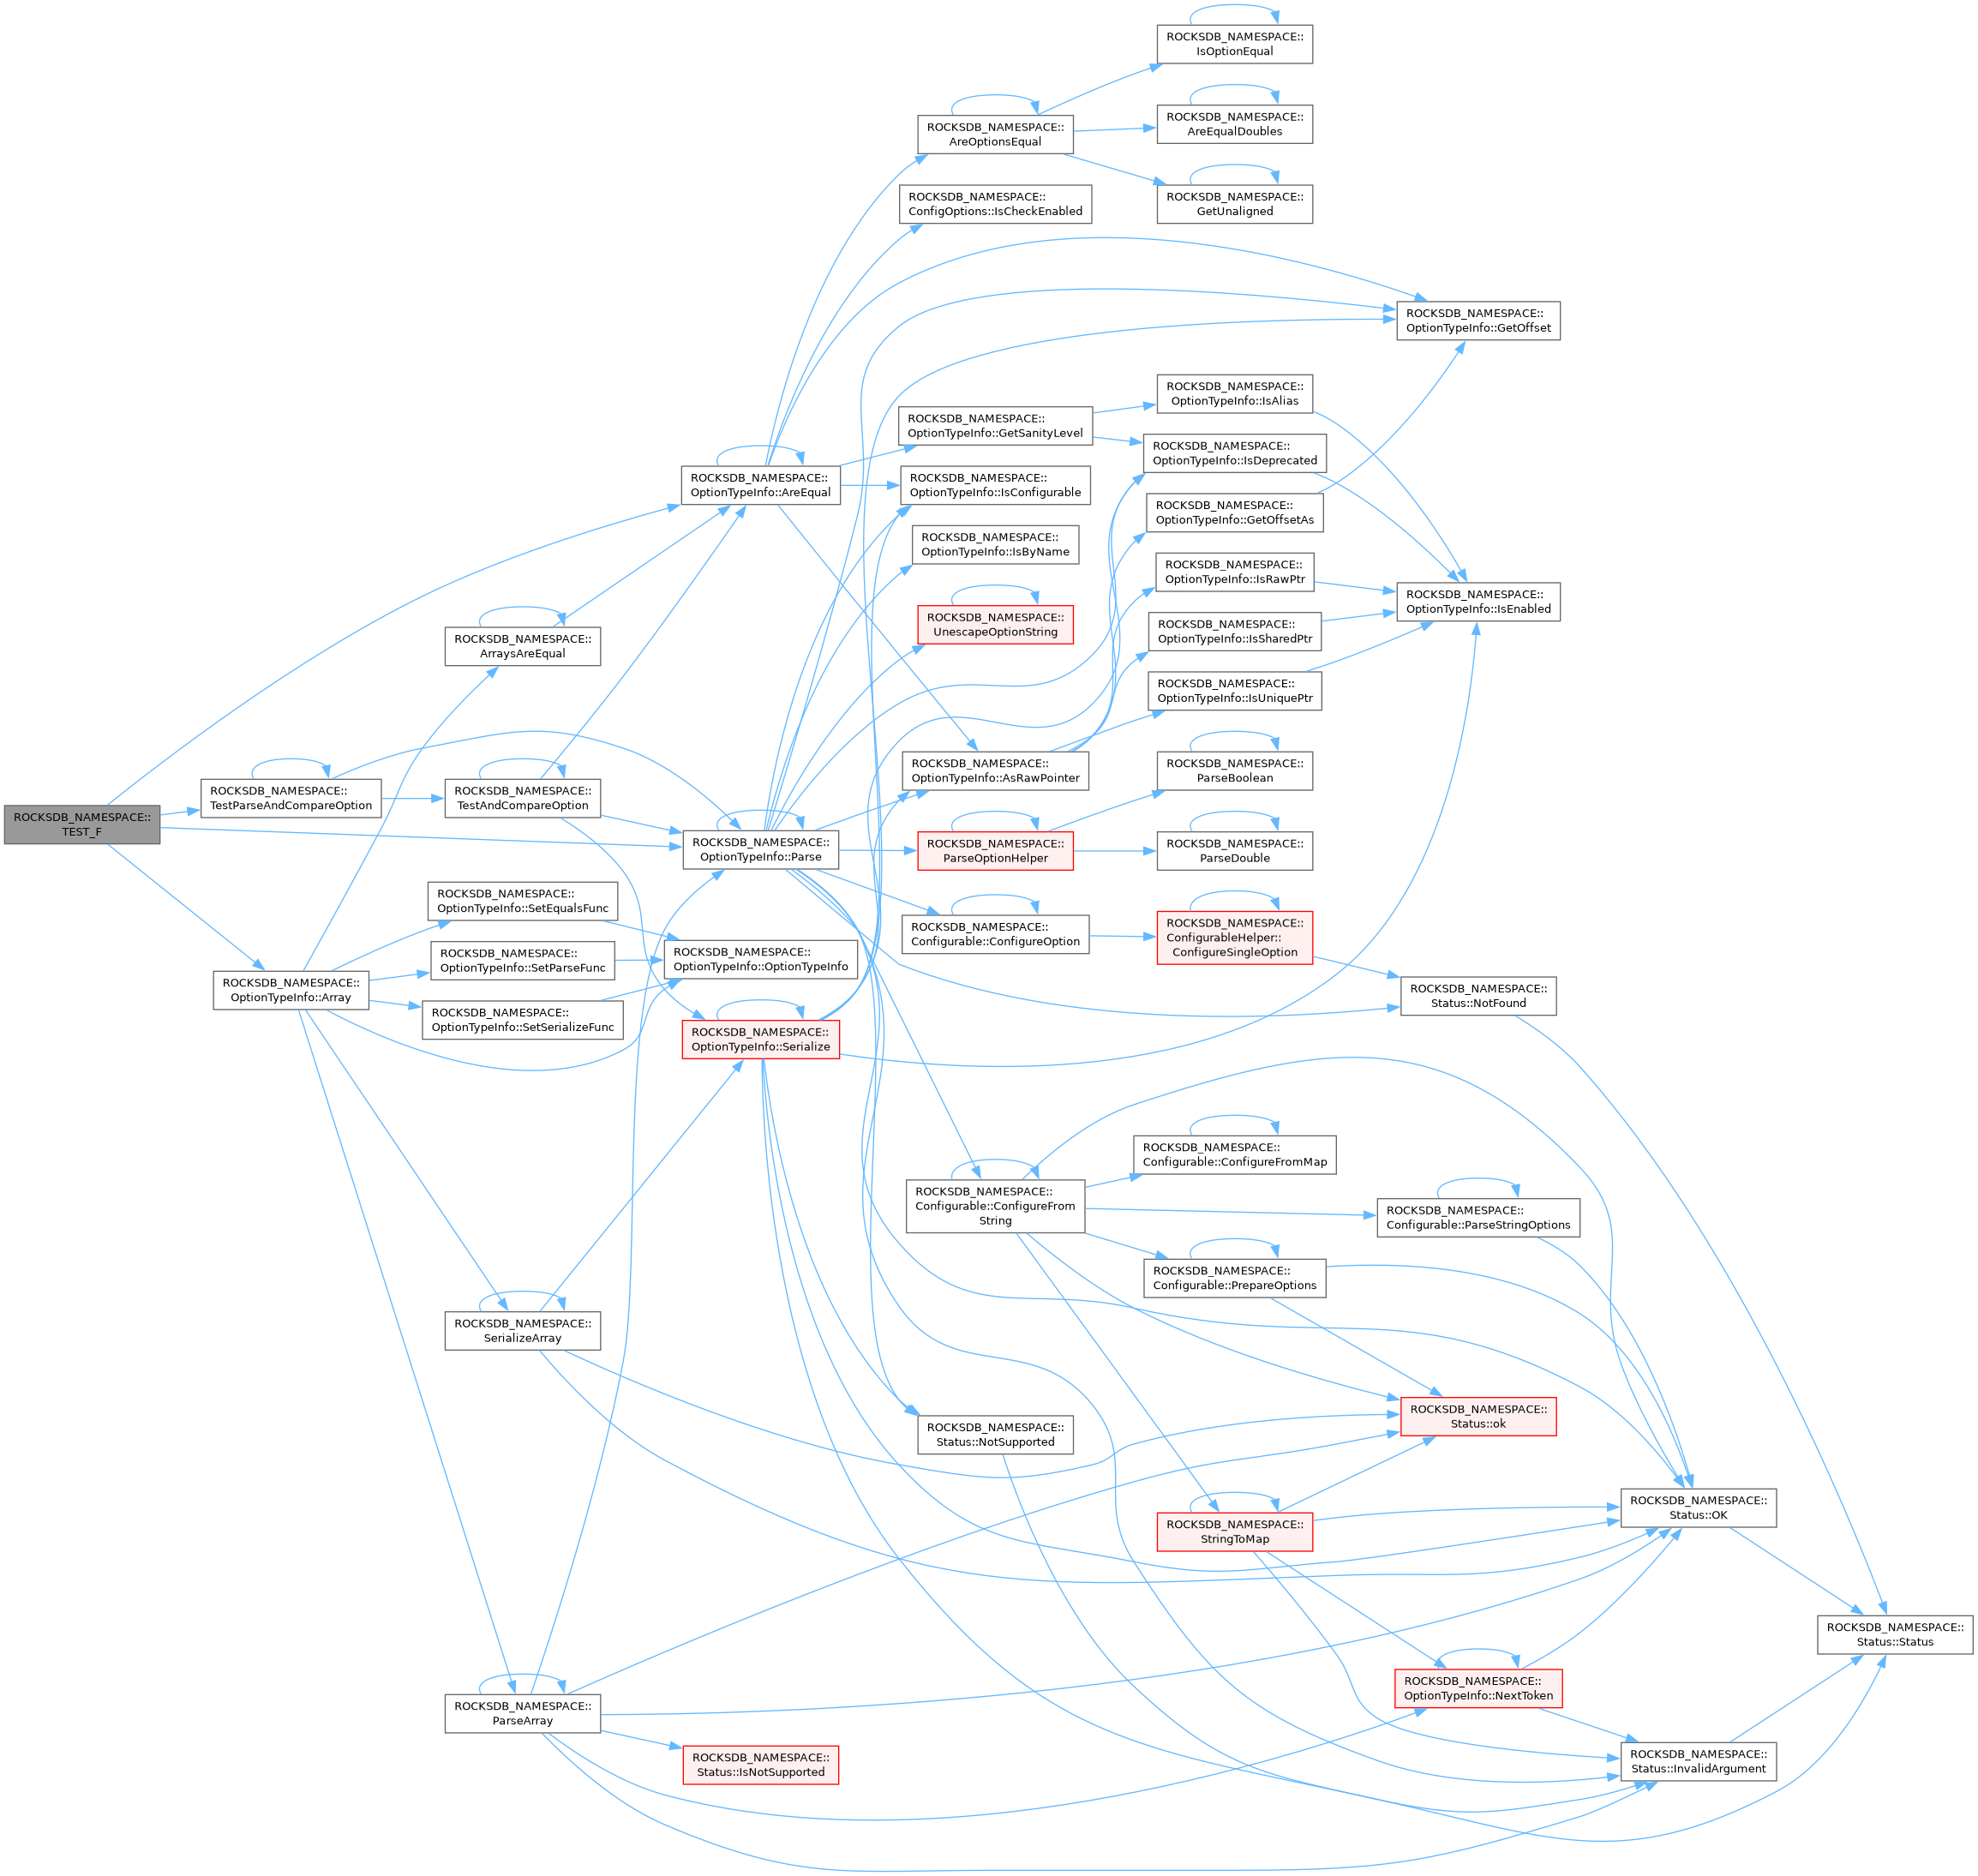 ROCKSDB_NAMESPACE::
TEST_F
ROCKSDB_NAMESPACE::
TestParseAndCompareOption
ROCKSDB_NAMESPACE::
OptionTypeInfo::Array
ROCKSDB_NAMESPACE::
ArraysAreEqual
ROCKSDB_NAMESPACE::
TestAndCompareOption
ROCKSDB_NAMESPACE::
OptionTypeInfo::SetEqualsFunc
ROCKSDB_NAMESPACE::
OptionTypeInfo::SetParseFunc
ROCKSDB_NAMESPACE::
OptionTypeInfo::SetSerializeFunc
ROCKSDB_NAMESPACE::
SerializeArray
ROCKSDB_NAMESPACE::
ParseArray
ROCKSDB_NAMESPACE::
OptionTypeInfo::AreEqual
ROCKSDB_NAMESPACE::
OptionTypeInfo::Parse
ROCKSDB_NAMESPACE::
OptionTypeInfo::OptionTypeInfo
ROCKSDB_NAMESPACE::
OptionTypeInfo::Serialize
ROCKSDB_NAMESPACE::
Status::IsNotSupported
ROCKSDB_NAMESPACE::
AreOptionsEqual
ROCKSDB_NAMESPACE::
ConfigOptions::IsCheckEnabled
ROCKSDB_NAMESPACE::
OptionTypeInfo::GetSanityLevel
ROCKSDB_NAMESPACE::
OptionTypeInfo::IsConfigurable
ROCKSDB_NAMESPACE::
OptionTypeInfo::IsByName
ROCKSDB_NAMESPACE::
UnescapeOptionString
ROCKSDB_NAMESPACE::
OptionTypeInfo::AsRawPointer
ROCKSDB_NAMESPACE::
ParseOptionHelper
ROCKSDB_NAMESPACE::
Configurable::ConfigureOption
ROCKSDB_NAMESPACE::
Configurable::ConfigureFrom
String
ROCKSDB_NAMESPACE::
Status::NotSupported
ROCKSDB_NAMESPACE::
IsOptionEqual
ROCKSDB_NAMESPACE::
AreEqualDoubles
ROCKSDB_NAMESPACE::
GetUnaligned
ROCKSDB_NAMESPACE::
OptionTypeInfo::IsAlias
ROCKSDB_NAMESPACE::
OptionTypeInfo::IsDeprecated
ROCKSDB_NAMESPACE::
OptionTypeInfo::GetOffsetAs
ROCKSDB_NAMESPACE::
OptionTypeInfo::IsRawPtr
ROCKSDB_NAMESPACE::
OptionTypeInfo::IsSharedPtr
ROCKSDB_NAMESPACE::
OptionTypeInfo::IsUniquePtr
ROCKSDB_NAMESPACE::
ParseBoolean
ROCKSDB_NAMESPACE::
ParseDouble
ROCKSDB_NAMESPACE::
ConfigurableHelper::
ConfigureSingleOption
ROCKSDB_NAMESPACE::
Configurable::ConfigureFromMap
ROCKSDB_NAMESPACE::
Configurable::PrepareOptions
ROCKSDB_NAMESPACE::
StringToMap
ROCKSDB_NAMESPACE::
OptionTypeInfo::GetOffset
ROCKSDB_NAMESPACE::
OptionTypeInfo::IsEnabled
ROCKSDB_NAMESPACE::
Status::NotFound
ROCKSDB_NAMESPACE::
Configurable::ParseStringOptions
ROCKSDB_NAMESPACE::
Status::ok
ROCKSDB_NAMESPACE::
OptionTypeInfo::NextToken
ROCKSDB_NAMESPACE::
Status::OK
ROCKSDB_NAMESPACE::
Status::InvalidArgument
ROCKSDB_NAMESPACE::
Status::Status